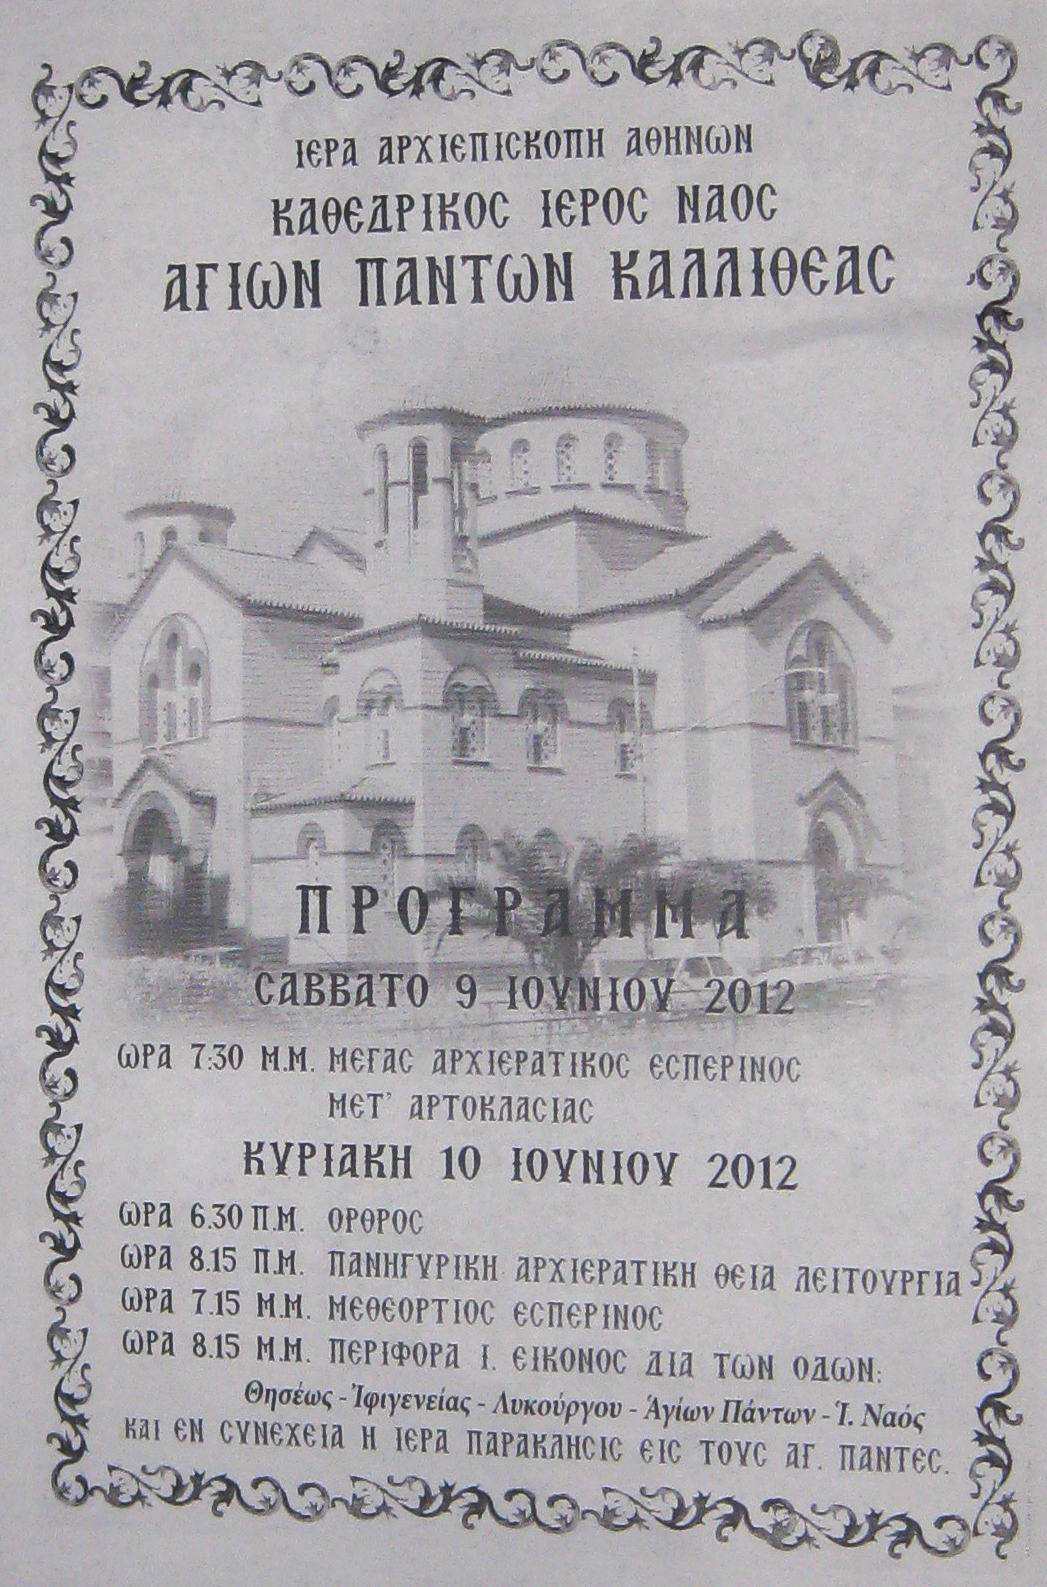 ΙΕΡΑ ΑΡΧΙΕΠΙΣΚΟΠΗ ΑΘΗΝΩΝ
ΚΑΘΕΔΡΙΚΟΣ ΙΕΡΟΣ ΝΑΟΣ
ΑΓΙΩΝ ΠΑΝΤΩΝ ΚΑΛΛΙΘΕΑΣ
ΠΡΟΓΡΑΜΜΑ
ΣΑΒΒΑΤΟ 9 ΙΟΥΝΙΟΥ 2012
ΩΡΑ 7:30 Μ.Μ. ΜΕΓΑΣ ΑΡΧΙΕΡΑΤΙΚΟΣ ΕΣΠΕΡΙΝΟΣ
ΜΕΤ' ΑΡΤΟΚΛΑΣΙΑΣ
ΚΥΡΙΑΚΗ 10 ΙΟΥΝΙΟΥ 2012
ΩΡΑ 6.30 Π.Μ. ΟΡΘΡΟΣ
ΩΡΑ 8.15 Π.Μ. ΠΑΝΗΓΥΡΙΚΗ ΑΡΧΙΕΡΑΤΙΚΗ ΘΕΙΑ ΛΕΙΤΟΥΡΓΙΑ
ΩΡΑ 7.15 Μ.Μ. ΜΕΘΕΟΡΤΙΟΣ ΕΣΠΕΡΙΝΟΣ
ΩΡΑ 8.15 Μ.Μ. ΠΕΡΙΦΟΡΑ Ι. ΕΙΚΟΝΟΣ ΔΙΑ ΤΩΝ ΟΔΩΝ:
Θησέως - Ἰφιγενείας - Λυκούργου - Ἁγίων Πάντων - Ἱ. Ναός
ΚΑΙ ΕΝ ΣΥΝΕΧΕΙΑ Η ΙΕΡΑ ΠΑΡΑΚΛΗΣΙΣ ΕΙΣ ΤΟΥΣ ΑΓ. ΠΑΝΤΕΣ.